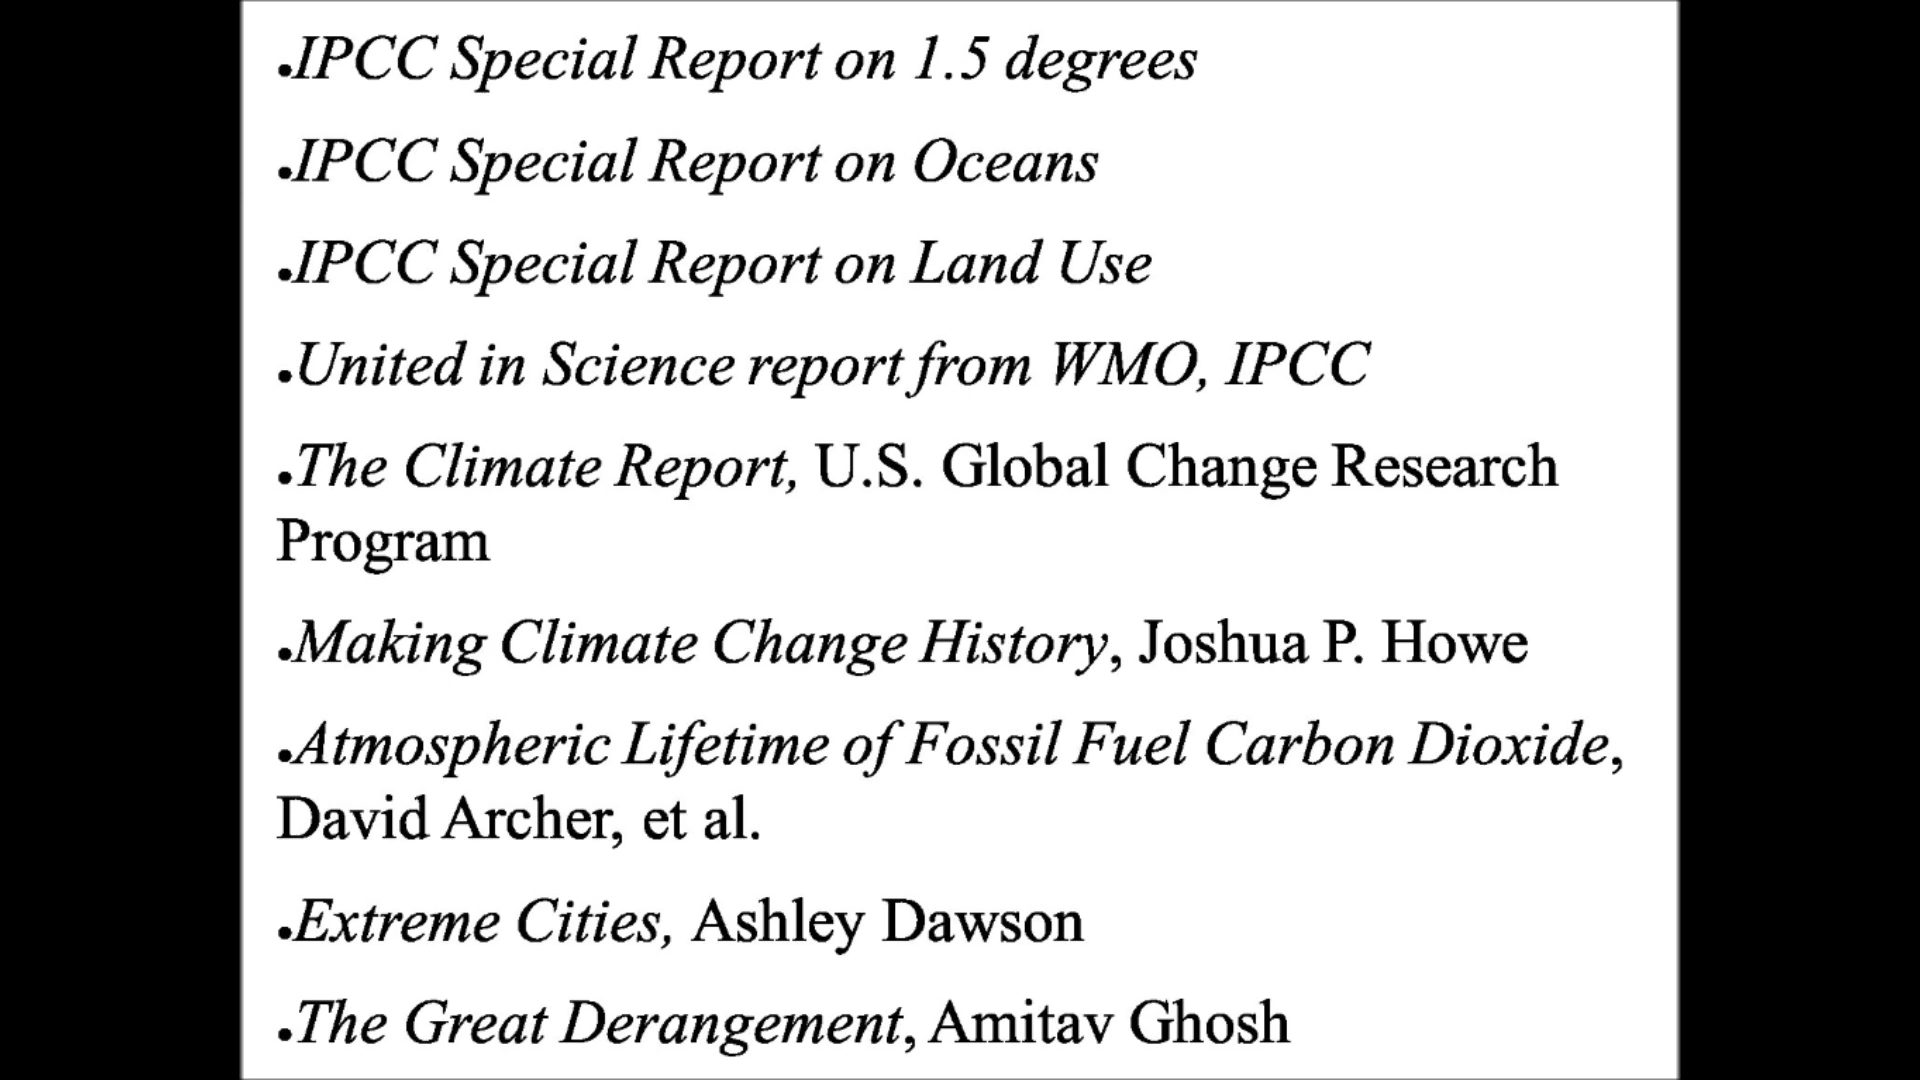 •IPCC Special Report on 1.5 degrees
•IPCC Special Report on Oceans
•IPCC Special Report on Land Use
•United in Science report from WMO, IPCC
•The Climate Report, U.S. Global Change Research
Program
•Making Climate Change History, Joshua P. Howe
•Atmospheric Lifetime of Fossil Fuel Carbon Dioxide,
David Archer, et al.
•Extreme Cities, Ashley Dawson
•The Great Derangement, Amitav Ghosh